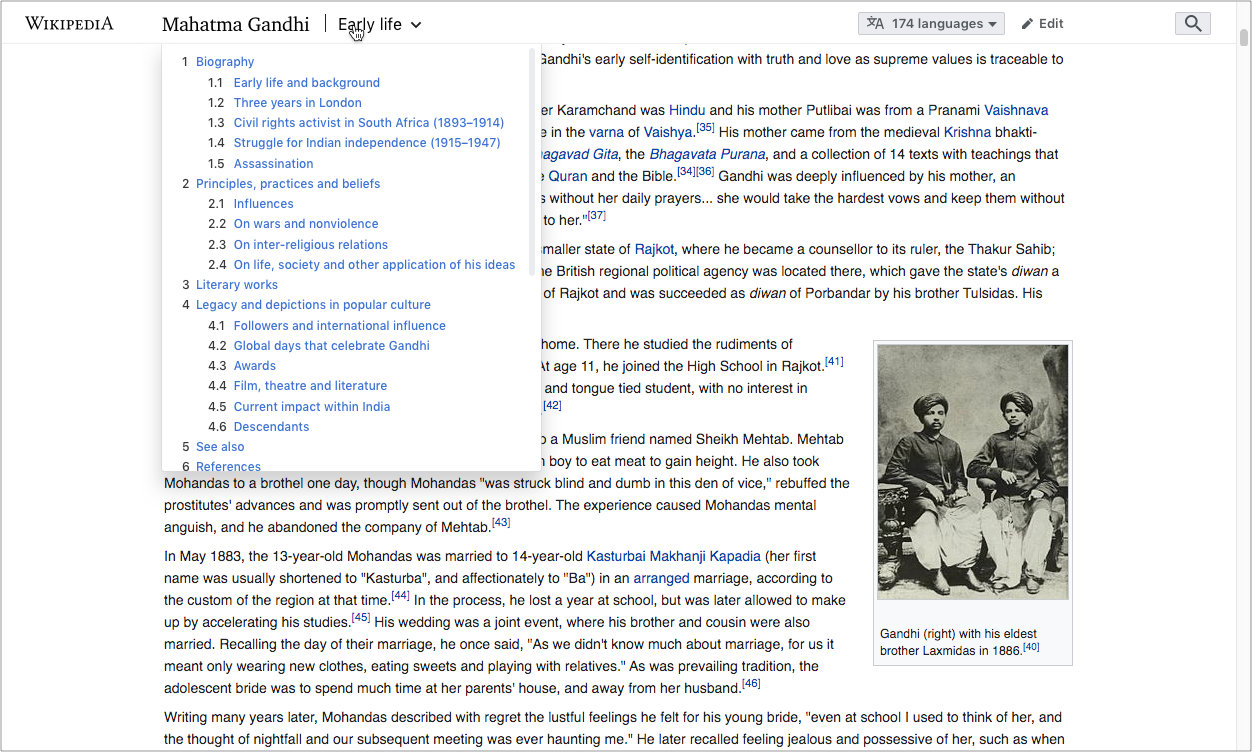 WIKIPEDIA Mahatma Gandhi Early life 174 languages Edit
1 Biography
1.1 Early life and background
1.2 Three years in London
1.3 Civil rights activist in South Africa (1893–1914)
1.4 Struggle for Indian independence (1915–1947)
1.5 Assassination
2 Principles, practices and beliefs
2.1 Influences
2.2 On wars and nonviolence
2.3 On inter-religious relations
2.4 On life, society and other application of his ideas
3 Literary works
4 Legacy and depictions in popular culture
4.1 Followers and international influence
4.2 Global days that celebrate Gandhi
4.3 Awards
4.4 Film, theatre and literature
4.5 Current impact within India
4.6 Descendants
5 See also
6 References
Gandhi's early self-identification with truth and love as supreme values is traceable to
er Karamchand was Hindu and his mother Putlibai was from a Pranami Vaishnava
e in the varna of Vaishya.[35] His mother came from the medieval Krishna bhakti-
agavad Gita, the Bhagavata Purana, and a collection of 14 texts with teachings that
e Quran and the Bible.[34][36] Gandhi was deeply influenced by his mother, an
s without her daily prayers... she would take the hardest vows and keep them without
to her."[37]
smaller state of Rajkot, where he became a counsellor to its ruler, the Thakur Sahib;
he British regional political agency was located there, which gave the state's diwan a
of Rajkot and was succeeded as diwan of Porbandar by his brother Tulsidas. His
home. There he studied the rudiments of
At age 11, he joined the High School in Rajkot.[41]
and tongue tied student, with no interest in
[42]
o a Muslim friend named Sheikh Mehtab. Mehtab
n boy to eat meat to gain height. He also took
Mohandas to a brothel one day, though Mohandas "was struck blind and dumb in this den of vice," rebuffed the
prostitutes' advances and was promptly sent out of the brothel. The experience caused Mohandas mental
anguish, and he abandoned the company of Mehtab.[43]
In May 1883, the 13-year-old Mohandas was married to 14-year-old Kasturbai Makhanji Kapadia (her first
name was usually shortened to "Kasturba", and affectionately to "Ba") in an arranged marriage, according to
the custom of the region at that time.[44] In the process, he lost a year at school, but was later allowed to make
up by accelerating his studies.[45] His wedding was a joint event, where his brother and cousin were also
married. Recalling the day of their marriage, he once said, "As we didn't know much about marriage, for us it
meant only wearing new clothes, eating sweets and playing with relatives." As was prevailing tradition, the
adolescent bride was to spend much time at her parents' house, and away from her husband.[46]
Gandhi (right) with his eldest
brother Laxmidas in 1886.[40]
Writing many years later, Mohandas described with regret the lustful feelings he felt for his young bride, "even at school I used to think of her, and
the thought of nightfall and our subsequent meeting was ever haunting me." He later recalled feeling jealous and possessive of her, such as when